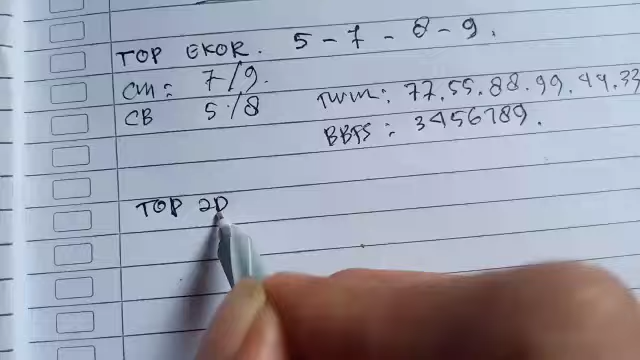 TOP EKOR. 5 - 7 - 8 - 9.
CM: 7/9.
CB 5/8 TWM: 77.55.88.99.44.33
BBFS: 3456789.
TOP 2D